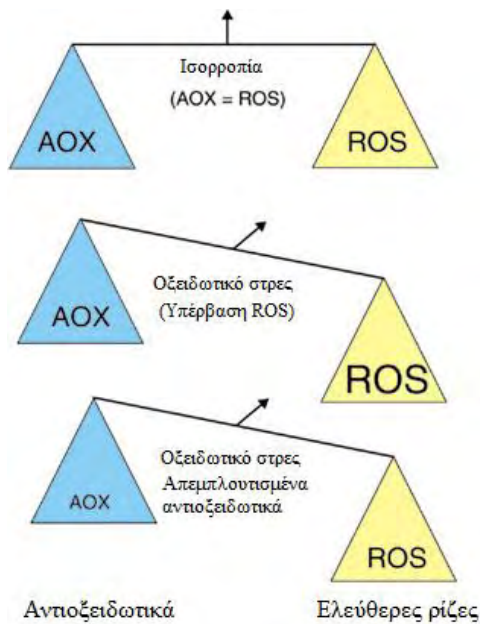 Ισορροπία
(AOX = ROS)
AOX
ROS
Οξειδωτικό στρες
(Υπέρβαση ROS)
AOX
ROS
Οξειδωτικό στρες
Απεμπλουτισμένα
αντιοξειδωτικά
AOX
ROS
Αντιοξειδωτικά
Ελεύθερες ρίζες